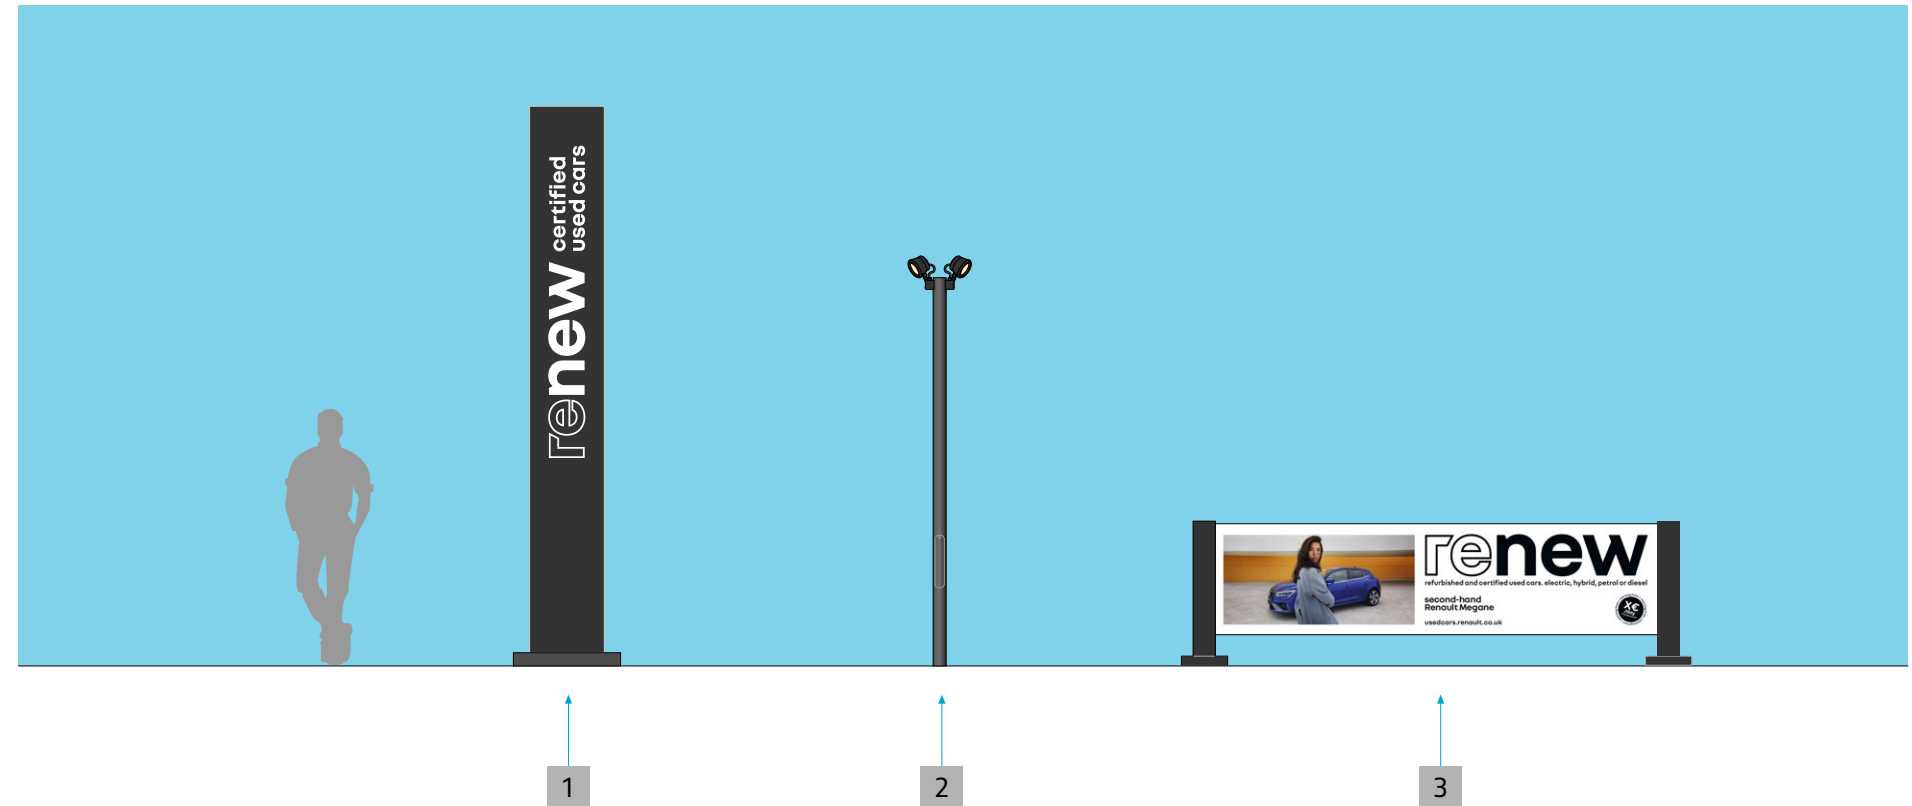 renew certified
used cars
renew
refurbished and certified used cars. electric, hybrid, petrol or diesel
second-hand
Renault Megane
usedcars.renault.co.uk
X€
1
2
3